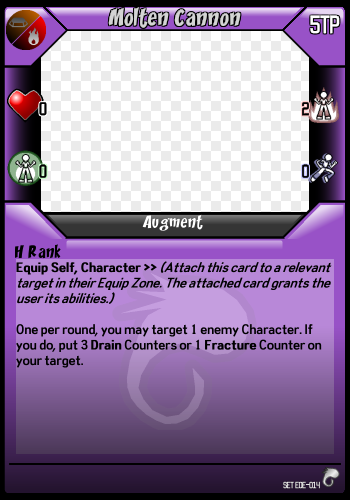 Molten Cannon
5TP
0
2
0
0
Augment
H Rank
Equip Self, Character >> (Attach this card to a relevant
target in their Equip Zone. The attached card grants the
user its abilities.)
One per round, you may target 1 enemy Character. If
you do, put 3 Drain Counters or 1 Fracture Counter on
your target.
SET EDE-014